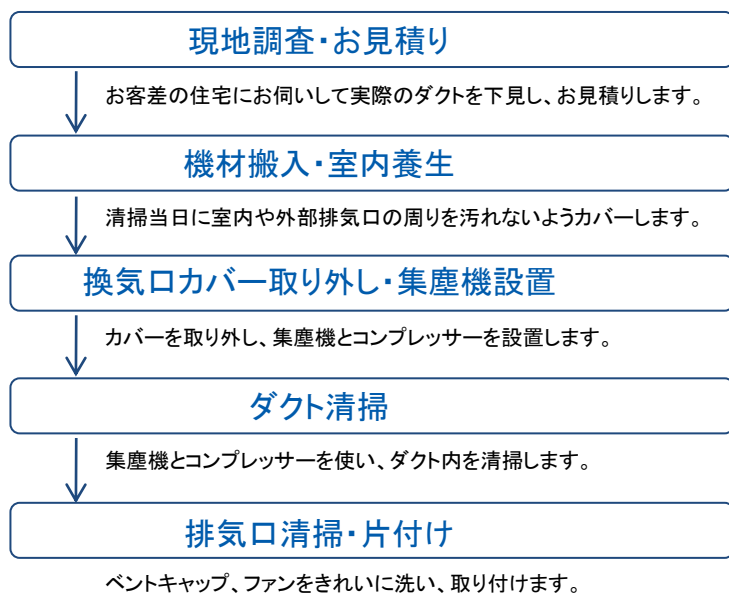 現地調査・お見積り
お客差の住宅にお伺いして実際のダクトを下見し、お見積りします。
機材搬入・室内養生
清掃当日に室内や外部排気口の周りを汚れないようカバーします。
換気口カバー取り外し・集塵機設置
カバーを取り外し、集塵機とコンプレッサーを設置します。
ダクト清掃
集塵機とコンプレッサーを使い、ダクト内を清掃します。
排気口清掃・片付け
ベントキャップ、ファンをきれいに洗い、取り付けます。